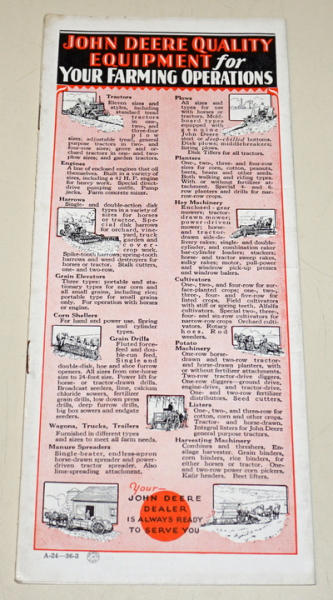 JOHN DEERE QUALITY
EQUIPMENT for
YOUR FARMING OPERATIONS
Tractors
Eleven sizes and
styles, including
standard tread
tractors
in one-,
two-, and
three-four
plow
sizes; adjustable tread general
purpose tractors in two- and
four-row sizes; grove and or-
chard tractors in one- and two-
plow sizes; and garden tractors.
Engines
A line of enclosed engines that oil
themselves. Built in a variety of
sizes, including a 42 H. P. engine
for heavy work. Special direct-
drive pumping outfits. Pump
Jacks. Farm concrete mixer.
Harrows
Single- and double-action disk
types in a variety of sizes
for horses
or tractor. Spe-
cial disk harrows
for orchard, vine-
yard, truck
garden and
cover-
crop work.
Spike-tooth harrows; spring-tooth
harrows and weed destroyers for
horses or tractor. Stalk cutters,
one- and two-row.
Grain Elevators
Three types: portable and sta-
tionary types for ear corn and
all small grains, including rice;
portable type for small grains
only. For operation with horses
or engine.
Corn Shellers
For hand and power use. Spring
and cylinder
types.
Grain Drills
Fluted force-
feed and dou-
ble-run feed.
Single and
double-disk, hoe and shoe furrow
openers. All sizes from one-horse
size to 24-foot size. Two types of
horse- or tractor-drawn drills.
Broadcast seeders, lime, calcium
chloride sowers, fertilizer
grain drills, low down press
drills, deep furrow drills,
big box sowers and endgate
seeders.
Wagons, Trucks, Trailers
Furnished in different types
and sizes to meet all farm needs.
Manure Spreaders
Single-beater, endless-apron
horse-drawn spreader and power-
driven tractor spreader. Also
lime-spreading attachment.
Plows
All sizes and
types for use
with horses or
tractors. Mold-
board types
equipped with
genuine
John Deere
steel or deep-chilled bottoms.
Disk plows; middlebreakers;
listing plows.
Disk Tillers for all tractors.
Planters
One-, two-, three- and four-row
sizes for corn, cotton, peanuts,
beans, beans and other seeds.
Both walking and riding types.
With or without fertilizer at-
tachment. Special 4- and 6-
row planters and drills for nar-
row-row crops.
Hay Machinery
Enclosed-gear
mowers; tractor-
drawn mower;
power-driven
mower; horse-
and tractor-
drawn side-de-
livery rakes; single- and double-
cylinder, and combination raker
bar-cylinder loaders; stackers;
horse- and tractor sweep rakes;
sulky rakes; motor, pull-power
and window pick-up presses
and windrow balers.
Cultivators
One-, two-, and four-row for sur-
face-planted crops; one-, two-,
three-, four- and five-row for
listed crops. Field cultivators
with stiff or spring teeth. Alfalfa
cultivators. Special two-, three-,
four- and six-row cultivators for
narrow-row crops. Orchard culti-
vators. Rotary
hoes. Rod
weeders.
Potato
Machinery
One-row horse-
drawn and two-row tractor-
and horse-drawn planters, with
or without fertilizer attachments.
Two-row tractor-drive diggers.
One-row diggers—ground drive,
engine-drive, and tractor-drive.
One- and two-row fertilizer
distributors. Seed cutters.
Listers
One-, two-, and three-row for
cotton, corn and other crops.
Tractor- and horse-drawn.
Integral listers for John Deere
general purpose tractors.
Harvesting Machinery
Combines and threshers. En-
silage harvester. Grain binders,
corn binders, rice binders, for
either horses or tractor. One-
and two-row power corn pickers.
Kafir headers. Beet lifters.
Your
JOHN DEERE
DEALER
IS ALWAYS READY
TO SERVE YOU
A-24—36-3